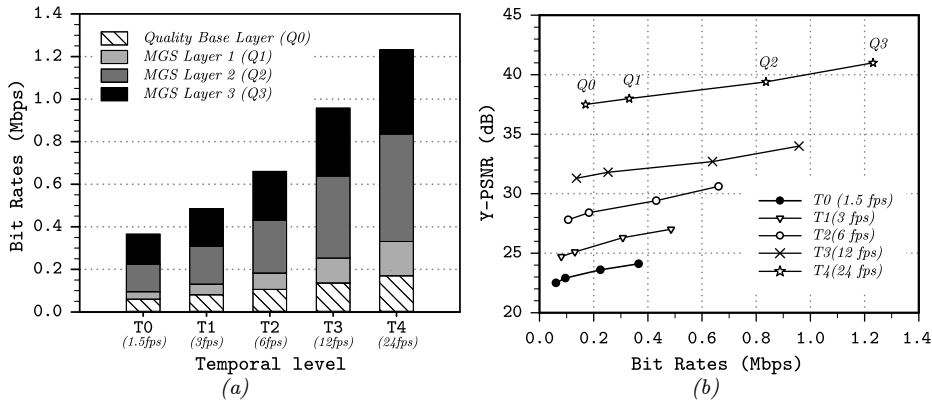 1.4
1.0
0.8
0.6
0.4
0.2
0.0
Bit Rates (Mbps)
Quality Base Layer (Q0)
MGS Layer 1 (Q1)
MGS Layer 2 (Q2)
MGS Layer 3 (Q3)
T0 T1 T2 T3 T4
(1.5fps) (3fps) (6fps) (12fps) (24fps)
Temporal level
(a)
45
40
35
30
25
20
Y-PSNR (dB)
Q0 Q1 Q2 Q3
T0 (1.5 fps)
T1(3 fps)
T2(6 fps)
T3(12 fps)
T4(24 fps)
0.0 0.2 0.4 0.6 0.8 1.0 1.2 1.4
Bit Rates (Mbps)
(b)